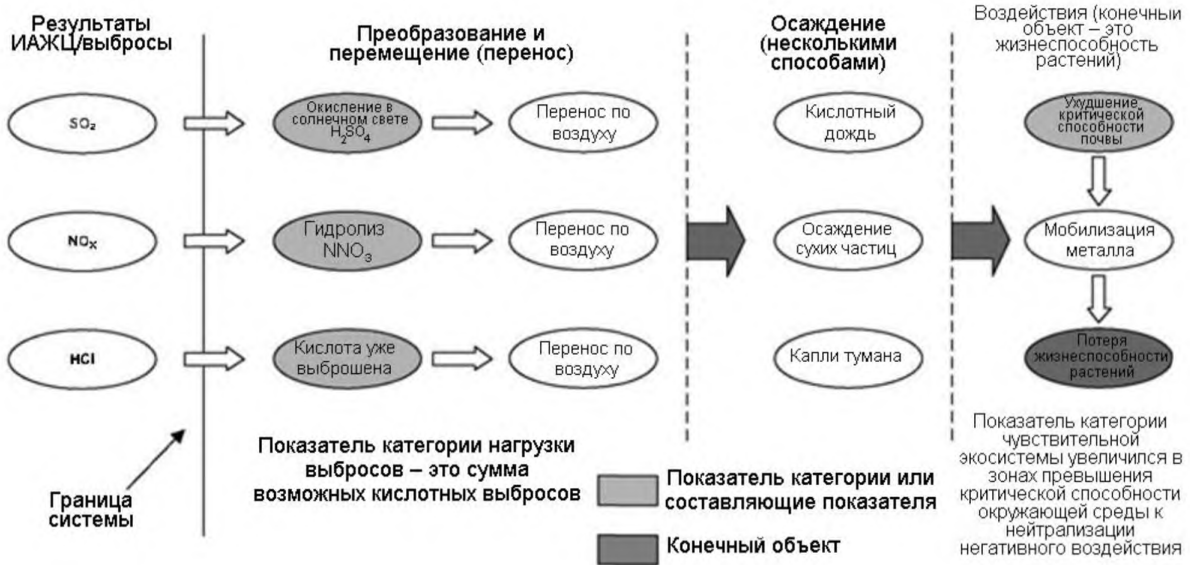 Результаты
ИАЖЦ/выбросы
Преобразование и
перемещение (перенос)
Осаждение
(несколькими
способами)
Воздействия (конечный
объект – это
жизнеспособность
растений)
SO₂
Окисление в
солнечном свете
H₂SO₄
Перенос по
воздуху
Кислотный
дождь
Ухудшение
критической
способности
почвы
NOₓ
Гидролиз
NNO₃
Перенос по
воздуху
Осаждение
сухих частиц
Мобилизация
металла
HCl
Кислота уже
выброшена
Перенос по
воздуху
Капли тумана
Потеря
жизнеспособности
растений
Граница
системы
Показатель категории нагрузки
выбросов – это сумма
возможных кислотных выбросов
Показатель категории или
составляющие показателя
Конечный объект
Показатель категории
чувствительной
экосистемы увеличился в
зонах превышения
критической способности
окружающей среды к
нейтрализации
негативного воздействия